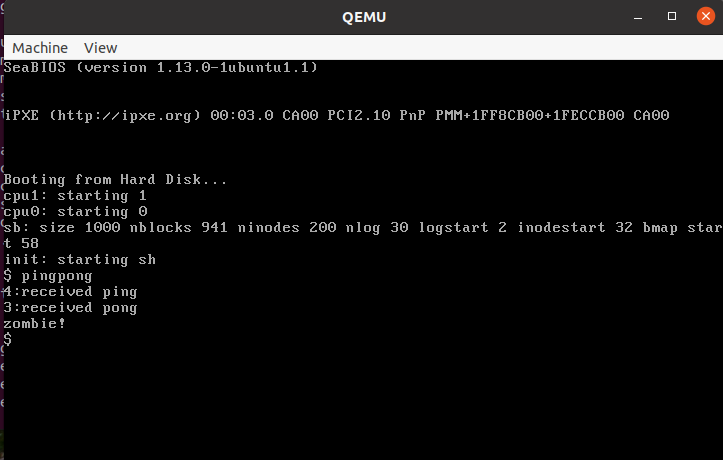 QEMU
Machine View
SeaBIOS (version 1.13.0-1ubuntu1.1)
iPXE (http://ipxe.org) 00:03.0 CA00 PCI2.10 PnP PMM+1FF8CB00+1FECCB00 CA00
Booting from Hard Disk...
cpu1: starting 1
cpu0: starting 0
sb: size 1000 nblocks 941 ninodes 200 nlog 30 logstart 2 inodestart 32 bmap star
t 58
init: starting sh
$ pingpong
4:received ping
3:received pong
zombie!
$